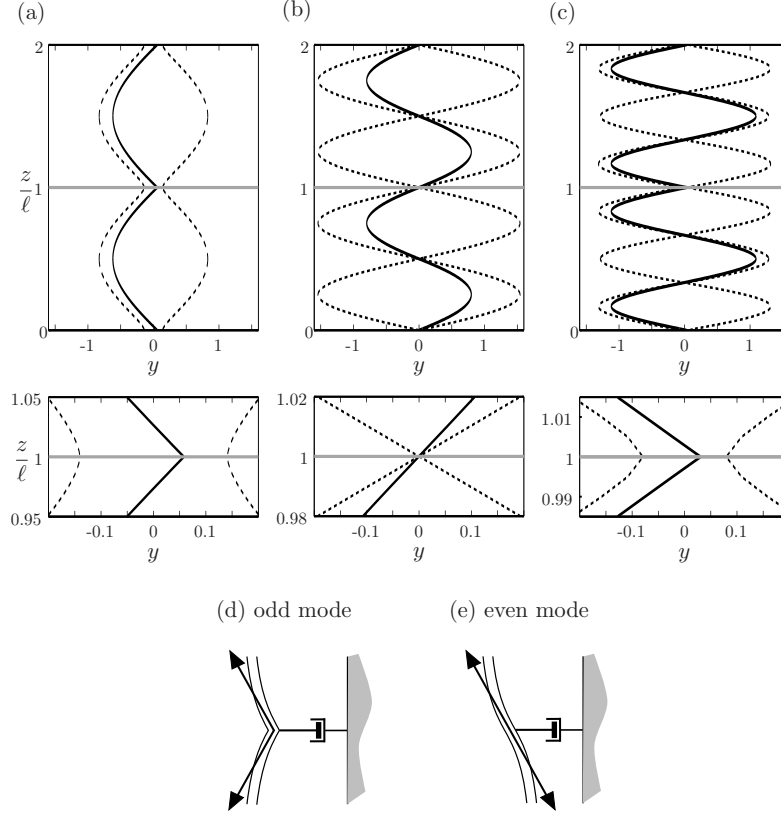 (a) (b) (c)
2 2 2
z/ℓ 1 1 1
0 0 0
-1 0 1 -1 0 1 -1 0 1
y y y
1.05 1.02 1.01
z/ℓ 1 1 1
0.95 0.98 0.99
-0.1 0 0.1 -0.1 0 0.1 -0.1 0 0.1
y y y
(d) odd mode (e) even mode